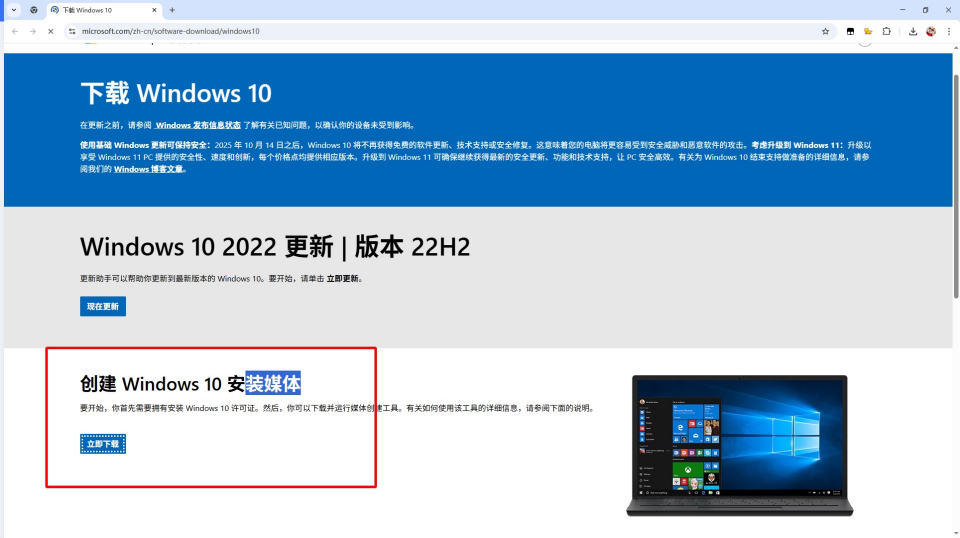 下载 Windows 10
microsoft.com/zh-cn/software-download/windows10
下载 Windows 10
在更新之前，请参阅 Windows 发布信息状态 了解有关已知问题，以确认你的设备未受到影响。
使用基础 Windows 更新可保持安全：2025 年 10 月 14 日之后，Windows 10 将不再获得免费的软件更新、技术支持或安全修复。这意味着您的电脑将更容易受到安全威胁和恶意软件的攻击。考虑升级到 Windows 11：升级以
享受 Windows 11 PC 提供的安全性、速度和创新，每个价格点均提供相应版本。升级到 Windows 11 可确保继续获得最新的安全更新、功能和技术支持，让 PC 安全高效。有关为 Windows 10 结束支持做准备的详细信息，请参
阅我们的 Windows 博客文章。
Windows 10 2022 更新 | 版本 22H2
更新助手可以帮助你更新到最新版本的 Windows 10。要开始，请单击 立即更新。
现在更新
创建 Windows 10 安装媒体
要开始，你首先需要拥有安装 Windows 10 许可证。然后，你可以下载并运行媒体创建工具。有关如何使用该工具的详细信息，请参阅下面的说明。
立即下载